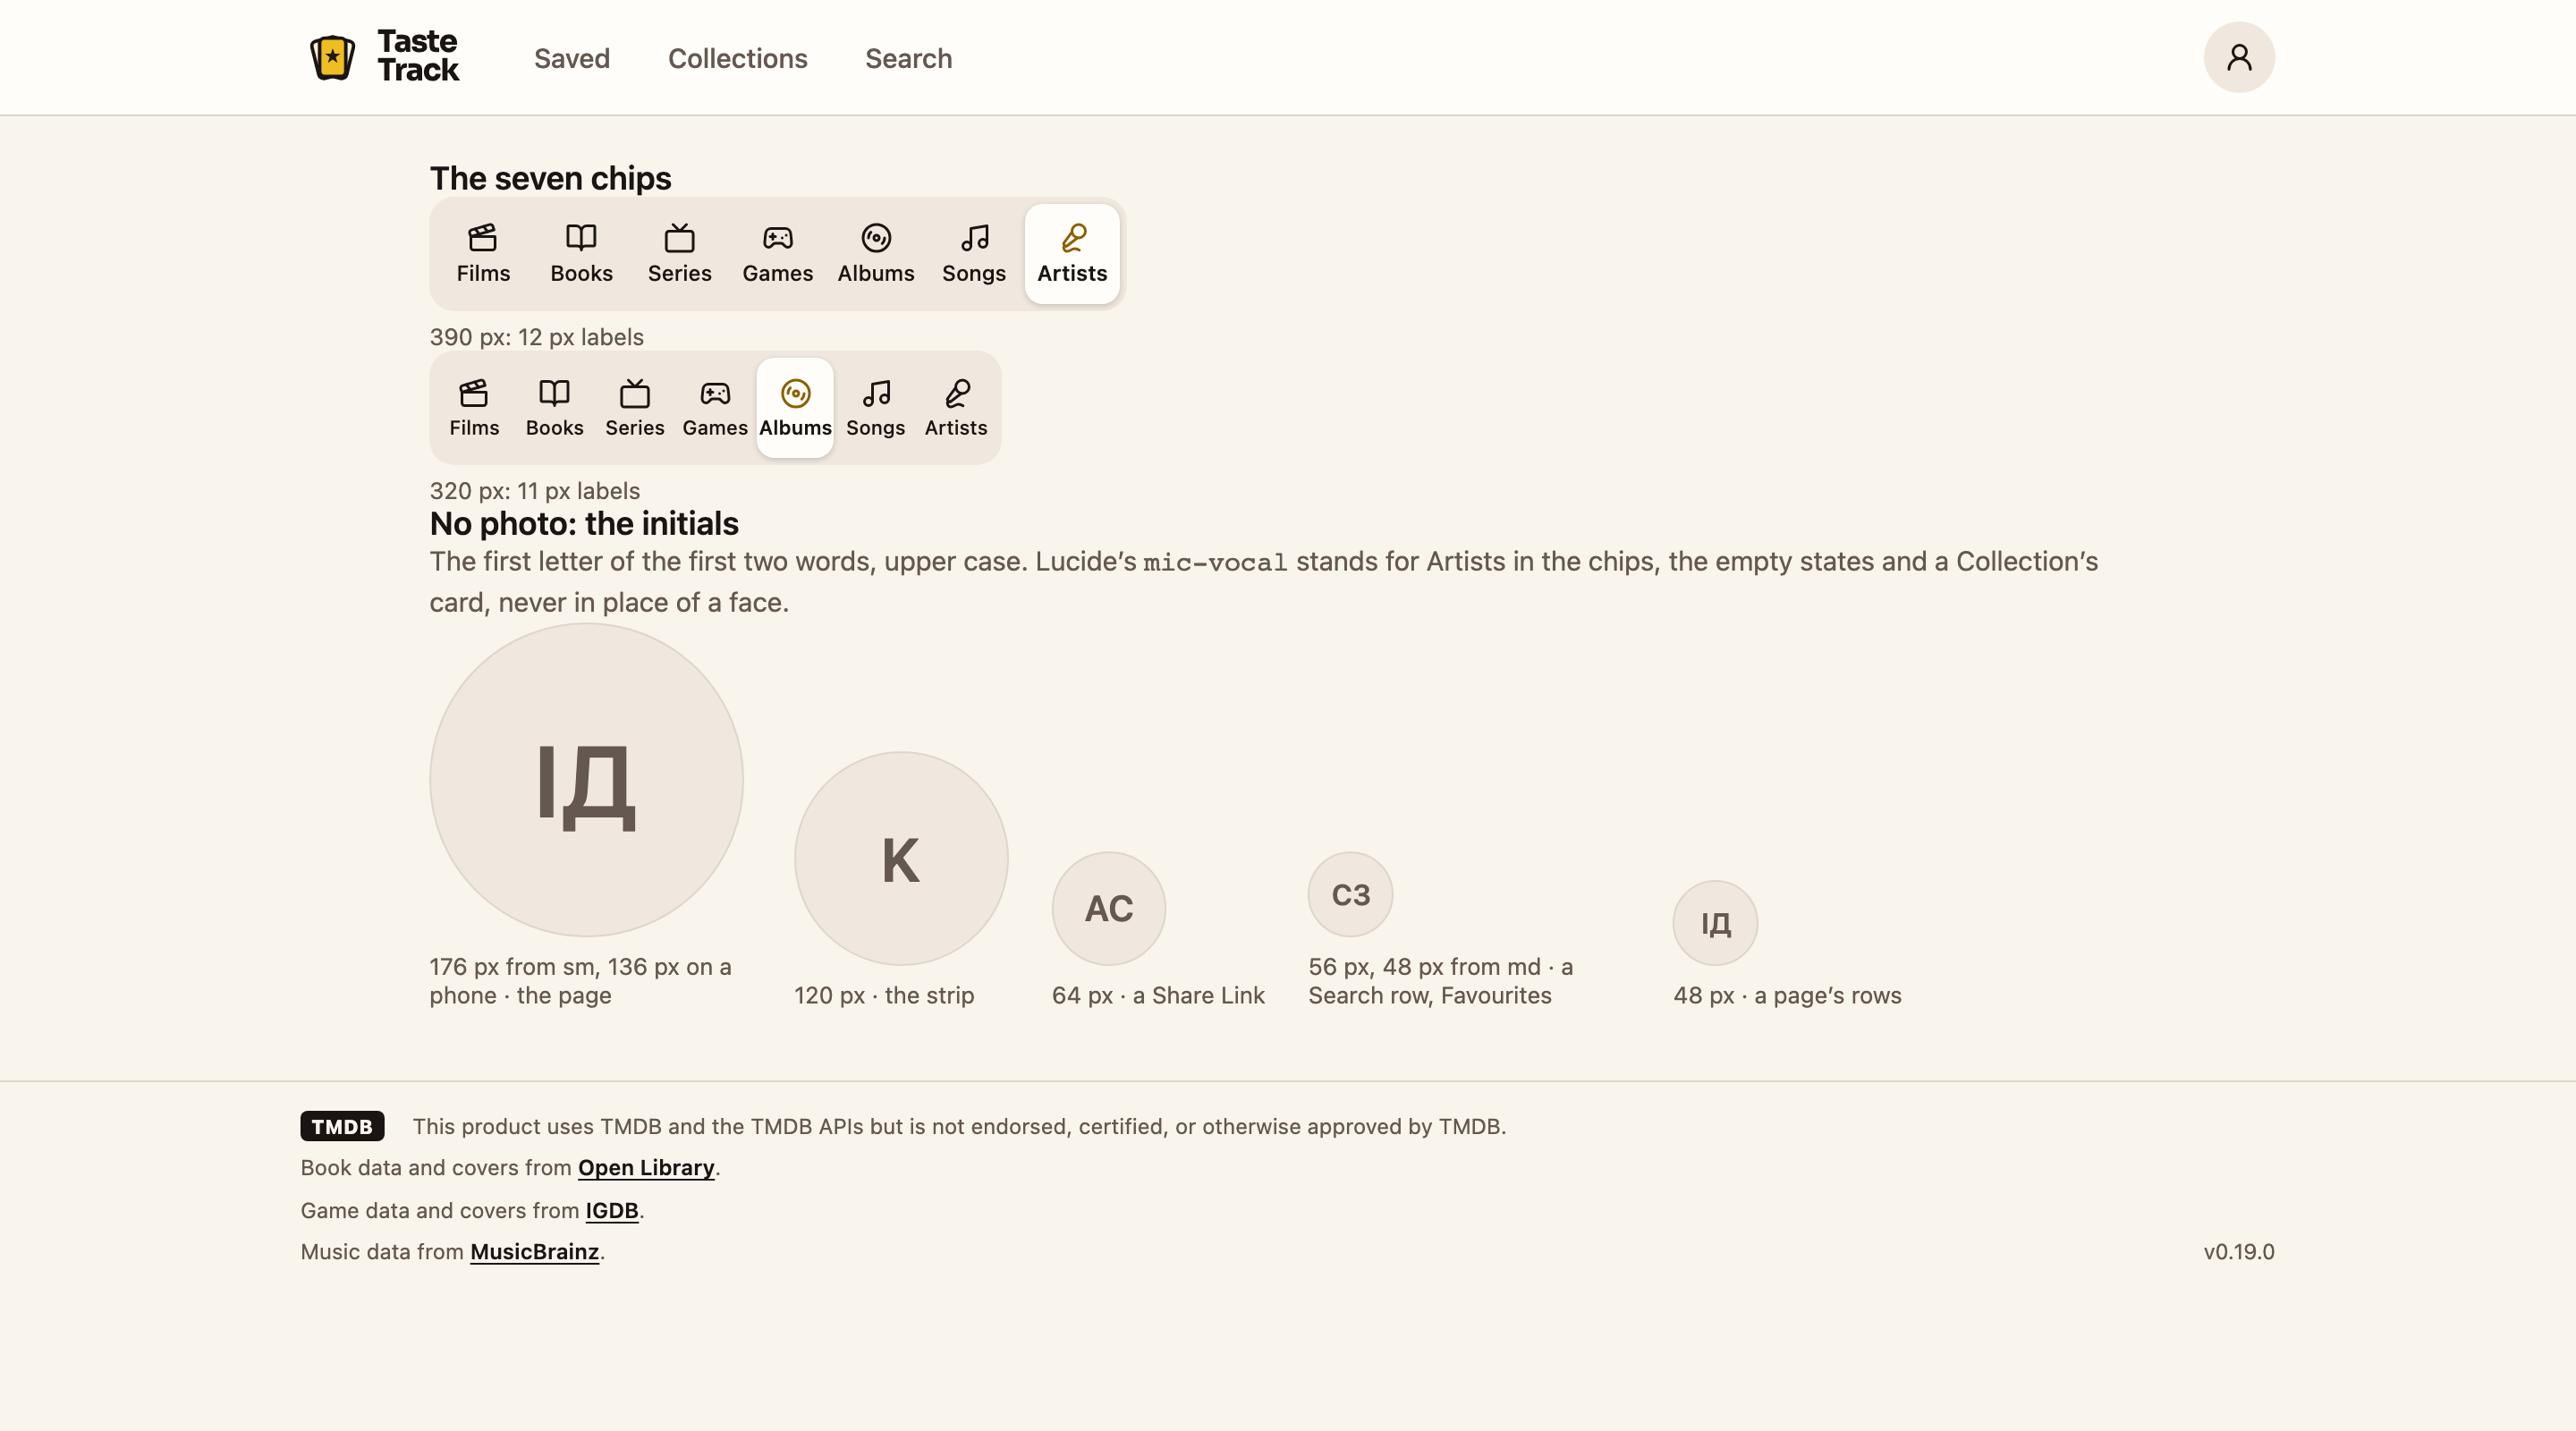 Taste
Track
Saved
Collections
Search
The seven chips
Films
Books
Series
Games
Albums
Songs
Artists
390 px: 12 px labels
Films
Books
Series
Games
Albums
Songs
Artists
320 px: 11 px labels
No photo: the initials
The first letter of the first two words, upper case. Lucide’s mic-vocal stands for Artists in the chips, the empty states and a Collection’s
card, never in place of a face.
ІД
K
AC
СЗ
ІД
176 px from sm, 136 px on a
phone · the page
120 px · the strip
64 px · a Share Link
56 px, 48 px from md · a
Search row, Favourites
48 px · a page’s rows
TMDB
This product uses TMDB and the TMDB APIs but is not endorsed, certified, or otherwise approved by TMDB.
Book data and covers from Open Library.
Game data and covers from IGDB.
Music data from MusicBrainz.
v0.19.0